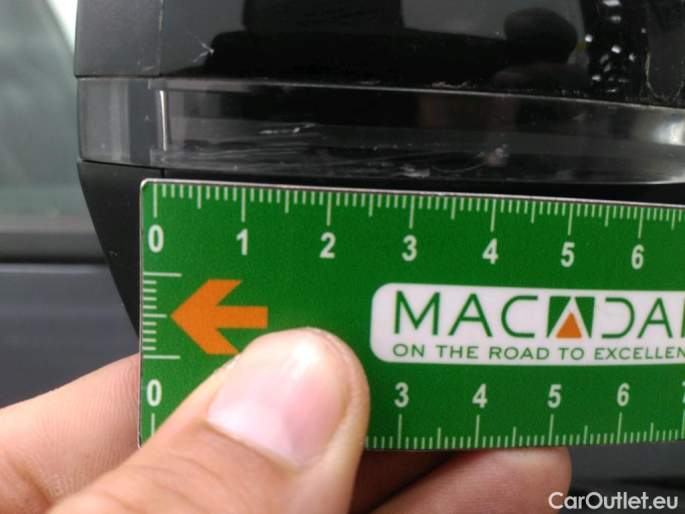 0 1 2 3 4 5 6
MACADA
ON THE ROAD TO EXCELLEN
0 3 4 5 6
CarOutlet.eu